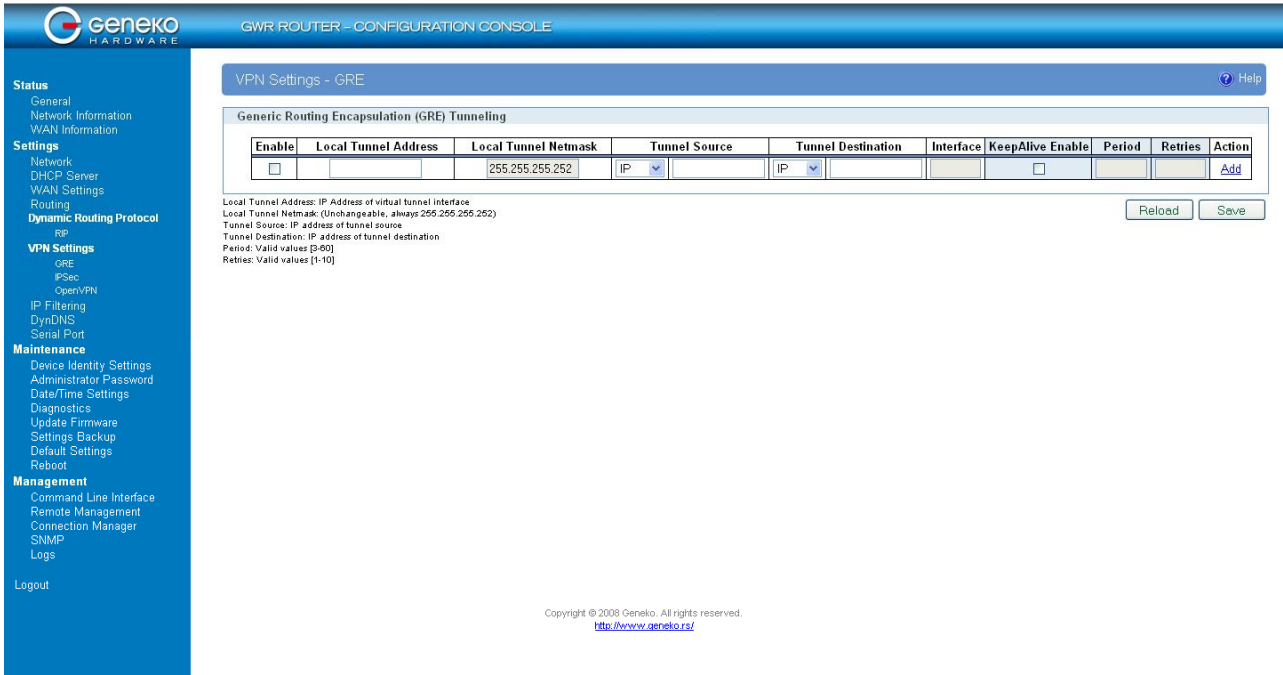 Geneko
HARDWARE
GWR ROUTER – CONFIGURATION CONSOLE
Status
General
Network Information
WAN Information
Settings
Network
DHCP Server
WAN Settings
Routing
Dynamic Routing Protocol
RIP
VPN Settings
GRE
IPSec
OpenVPN
IP Filtering
DynDNS
Serial Port
Maintenance
Device Identity Settings
Administrator Password
Date/Time Settings
Diagnostics
Update Firmware
Settings Backup
Default Settings
Reboot
Management
Command Line Interface
Remote Management
Connection Manager
SNMP
Logs
Logout
VPN Settings - GRE
? Help
Generic Routing Encapsulation (GRE) Tunneling
Enable Local Tunnel Address Local Tunnel Netmask Tunnel Source Tunnel Destination Interface KeepAlive Enable Period Retries Action
255.255.255.252 IP IP Add
Local Tunnel Address: IP Address of virtual tunnel interface
Local Tunnel Netmask: (Unchangeable, always 255.255.255.252)
Tunnel Source: IP address of tunnel source
Tunnel Destination: IP address of tunnel destination
Period: Valid values [3-60]
Retries: Valid values [1-10]
Reload Save
Copyright © 2008 Geneko. All rights reserved.
http://www.geneko.rs/